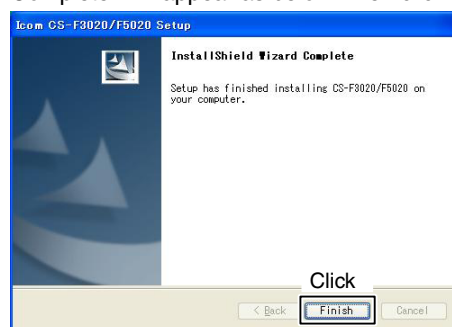 Icom CS-F3020/F5020 Setup
InstallShield Wizard Complete
Setup has finished installing CS-F3020/F5020 on
your computer.
Click
< Back Finish Cancel